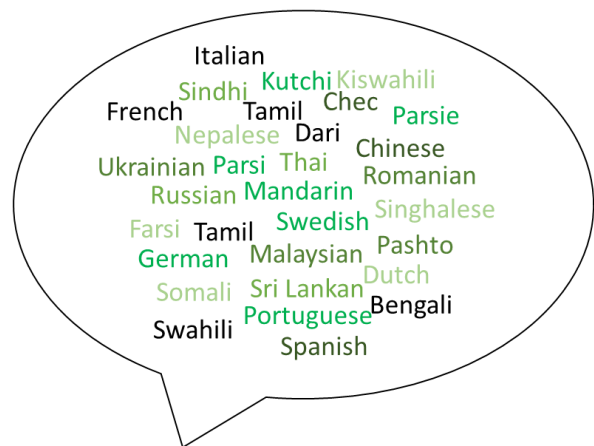 Italian
Sindhi Kutchi Kiswahili
French Tamil Chec Parsie
Nepalese Dari Chinese
Ukrainian Parsi Thai Romanian
Russian Mandarin Singhalese
Farsi Tamil Swedish Pashto
German Malaysian Dutch
Somali Sri Lankan Bengali
Swahili Portuguese
Spanish